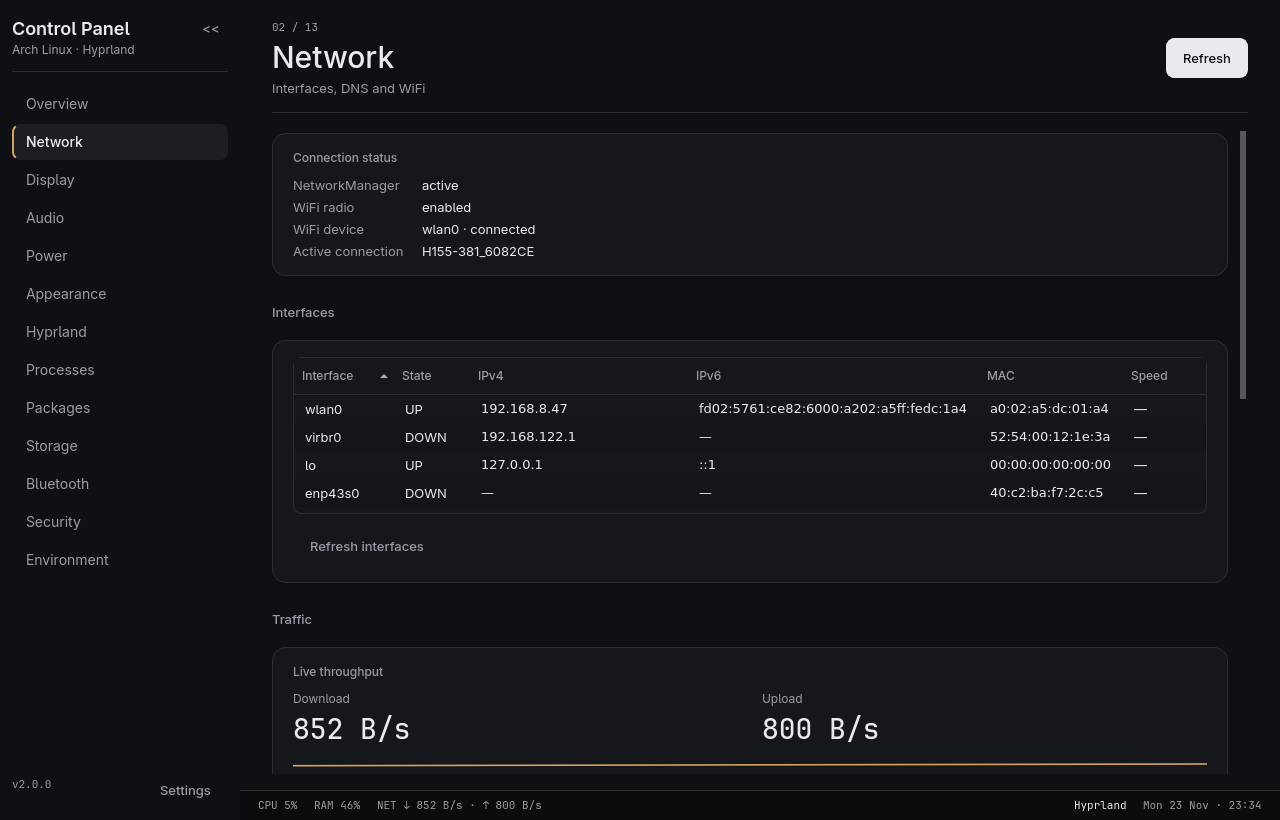 Control Panel <<
Arch Linux · Hyprland
Overview
Network
Display
Audio
Power
Appearance
Hyprland
Processes
Packages
Storage
Bluetooth
Security
Environment
v2.0.0
Settings
02 / 13
Network
Interfaces, DNS and WiFi
Refresh
Connection status
NetworkManager active
WiFi radio enabled
WiFi device wlan0 · connected
Active connection H155-381_6082CE
Interfaces
Interface State IPv4 IPv6 MAC Speed
wlan0 UP 192.168.8.47 fd02:5761:ce82:6000:a202:a5ff:fedc:1a4 a0:02:a5:dc:01:a4 —
virbr0 DOWN 192.168.122.1 — 52:54:00:12:1e:3a —
lo UP 127.0.0.1 ::1 00:00:00:00:00:00 —
enp43s0 DOWN — — 40:c2:ba:f7:2c:c5 —
Refresh interfaces
Traffic
Live throughput
Download Upload
852 B/s 800 B/s
CPU 5% RAM 46% NET ↓ 852 B/s · ↑ 800 B/s Hyprland Mon 23 Nov · 23:34